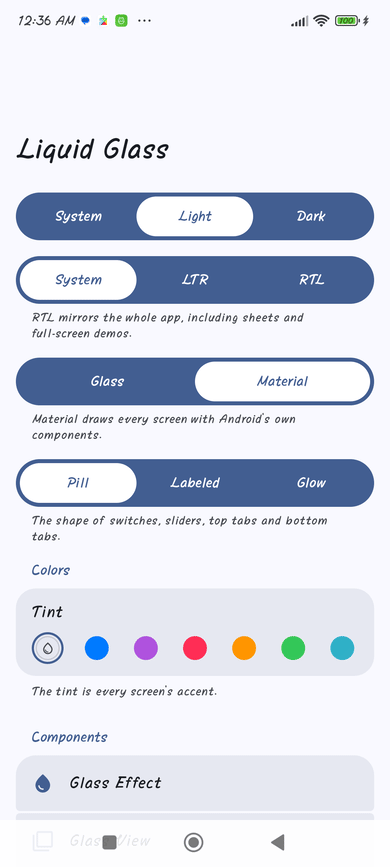 12:36 AM
100
Liquid Glass
System Light Dark
System LTR RTL
RTL mirrors the whole app, including sheets and
full-screen demos.
Glass Material
Material draws every screen with Android's own
components.
Pill Labeled Glow
The shape of switches, sliders, top tabs and bottom
tabs.
Colors
Tint
The tint is every screen's accent.
Components
Glass Effect
Glass View